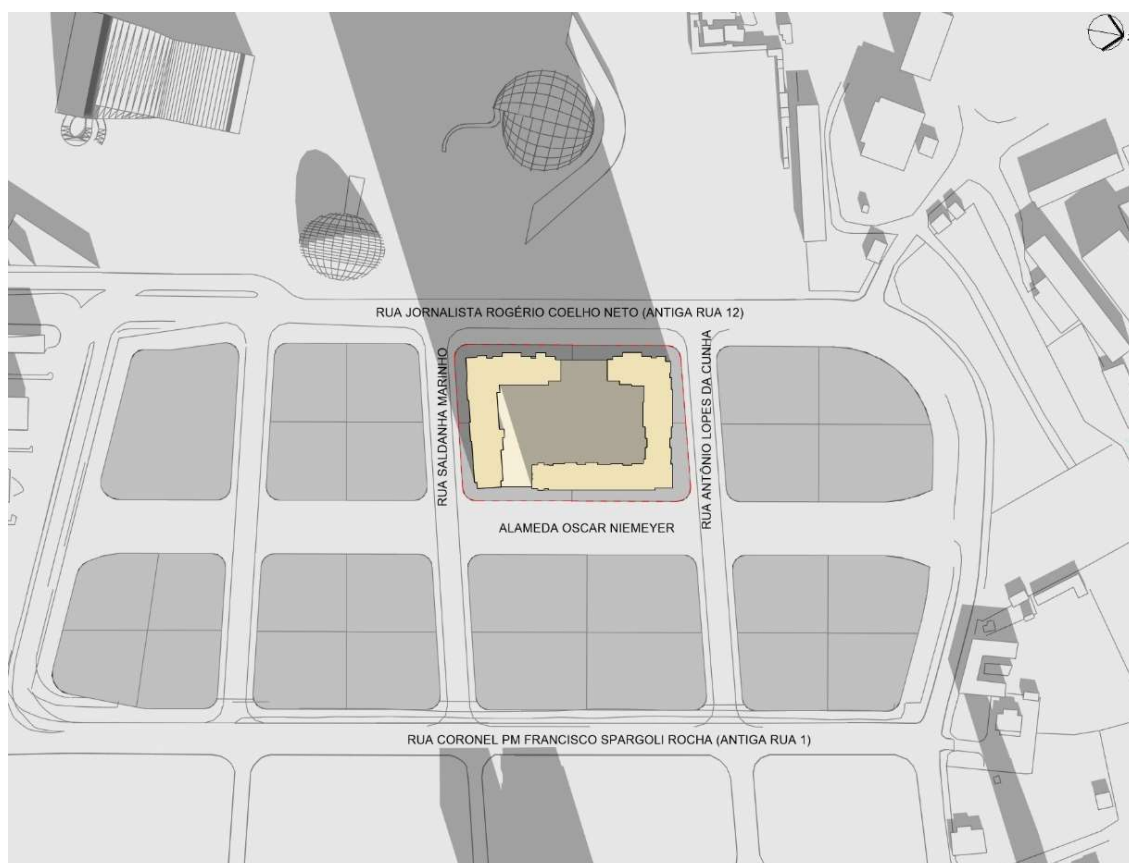 RUA JORNALISTA ROGÉRIO COELHO NETO (ANTIGA RUA 12)
RUA SALDANHA MARINHO
RUA ANTÔNIO LOPES DA CUNHA
ALAMEDA OSCAR NIEMEYER
RUA CORONEL PM FRANCISCO SPARGOLI ROCHA (ANTIGA RUA 1)